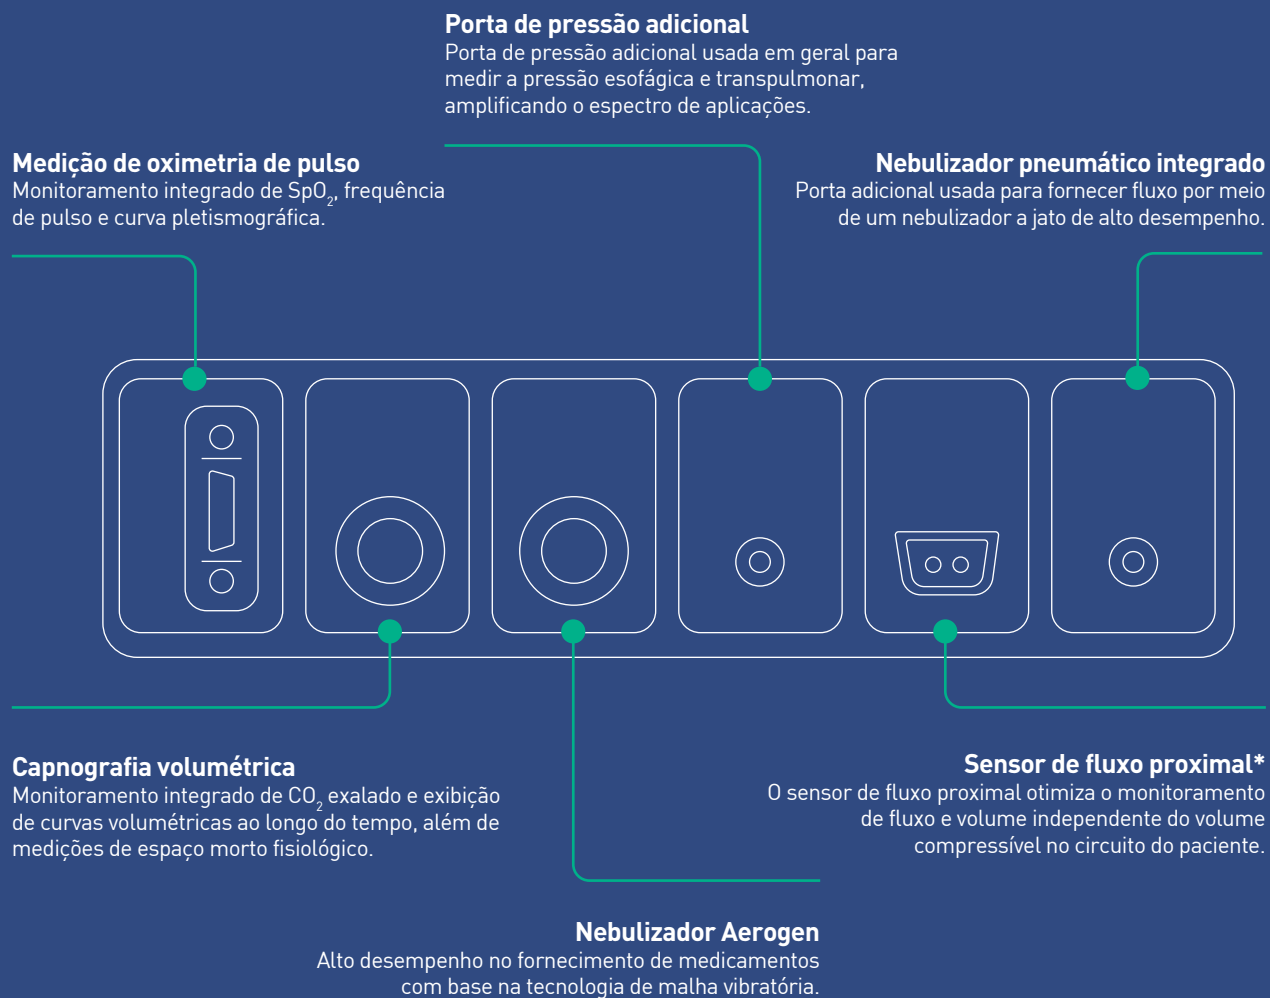 Porta de pressão adicional
Porta de pressão adicional usada em geral para
medir a pressão esofágica e transpulmonar,
amplificando o espectro de aplicações.
Medição de oximetria de pulso
Monitoramento integrado de SpO₂, frequência
de pulso e curva pletismográfica.
Nebulizador pneumático integrado
Porta adicional usada para fornecer fluxo por meio
de um nebulizador a jato de alto desempenho.
Capnografia volumétrica
Monitoramento integrado de CO₂ exalado e exibição
de curvas volumétricas ao longo do tempo, além de
medições de espaço morto fisiológico.
Sensor de fluxo proximal*
O sensor de fluxo proximal otimiza o monitoramento
de fluxo e volume independente do volume
compressível no circuito do paciente.
Nebulizador Aerogen
Alto desempenho no fornecimento de medicamentos
com base na tecnologia de malha vibratória.